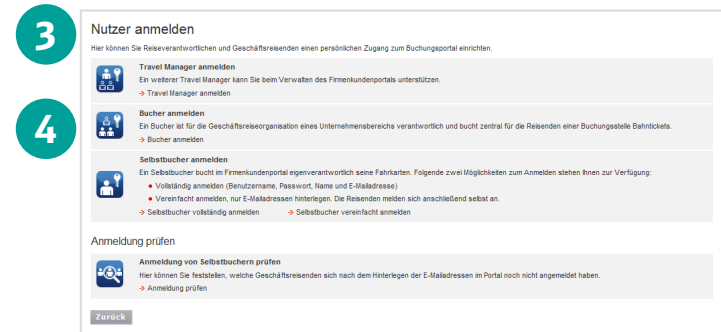 3
4
Nutzer anmelden
Hier können Sie Reiseverantwortlichen und Geschäftsreisenden einen persönlichen Zugang zum Buchungsportal einrichten.
Travel Manager anmelden
Ein weiterer Travel Manager kann Sie beim Verwalten des Firmenkundenportals unterstützen.
→ Travel Manager anmelden
Bucher anmelden
Ein Bucher ist für die Geschäftsreiseorganisation eines Unternehmensbereichs verantwortlich und bucht zentral für die Reisenden einer Buchungsstelle Bahntickets.
→ Bucher anmelden
Selbstbucher anmelden
Ein Selbstbucher bucht im Firmenkundenportal eigenverantwortlich seine Fahrkarten. Folgende zwei Möglichkeiten zum Anmelden stehen Ihnen zur Verfügung:
• Vollständig anmelden (Benutzername, Passwort, Name und E-Mailadresse)
• Vereinfacht anmelden, nur E-Mailadressen hinterlegen. Die Reisenden melden sich anschließend selbst an.
→ Selbstbucher vollständig anmelden → Selbstbucher vereinfacht anmelden
Anmeldung prüfen
Anmeldung von Selbstbuchern prüfen
Hier können Sie feststellen, welche Geschäftsreisenden sich nach dem Hinterlegen der E-Mailadressen im Portal noch nicht angemeldet haben.
→ Anmeldung prüfen
Zurück